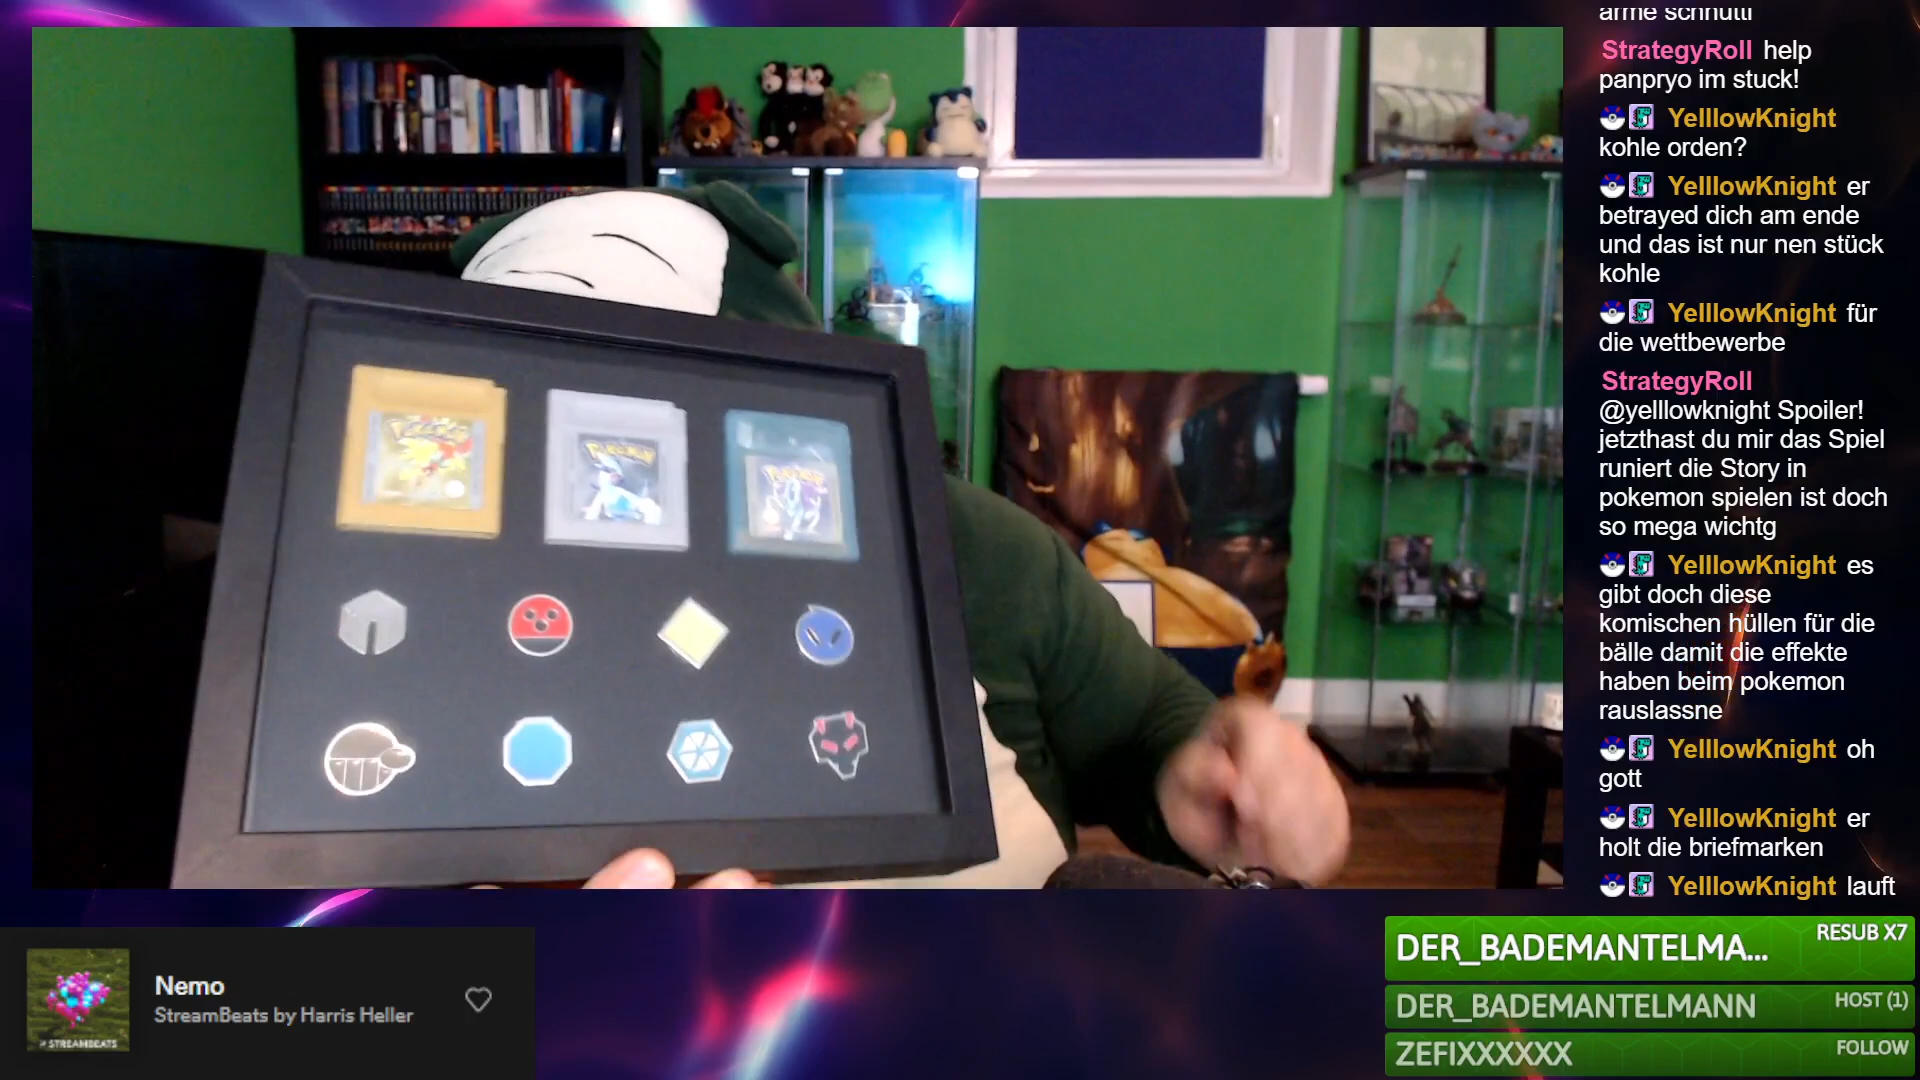 arme schnutti
StrategyRoll help
panpryo im stuck!
YelllowKnight
kohle orden?
YelllowKnight er
betrayed dich am ende
und das ist nur nen stück
kohle
YelllowKnight für
die wettbewerbe
StrategyRoll
@yelllowknight Spoiler!
jetzthast du mir das Spiel
runiert die Story in
pokemon spielen ist doch
so mega wichtg
YelllowKnight es
gibt doch diese
komischen hüllen für die
bälle damit die effekte
haben beim pokemon
rauslassne
YelllowKnight oh
gott
YelllowKnight er
holt die briefmarken
YelllowKnight lauft
POKéMON
POKéMON
POKéMON
Nemo
StreamBeats by Harris Heller
STREAMBEATS
DER_BADEMANTELMA... RESUB X7
DER_BADEMANTELMANN HOST (1)
ZEFIXXXXXX FOLLOW